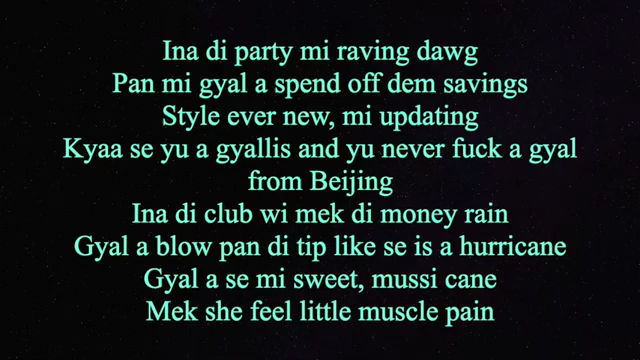 Ina di party mi raving dawg
Pan mi gyal a spend off dem savings
Style ever new, mi updating
Kyaa se yu a gyallis and yu never fuck a gyal
from Beijing
Ina di club wi mek di money rain
Gyal a blow pan di tip like se is a hurricane
Gyal a se mi sweet, mussi cane
Mek she feel little muscle pain